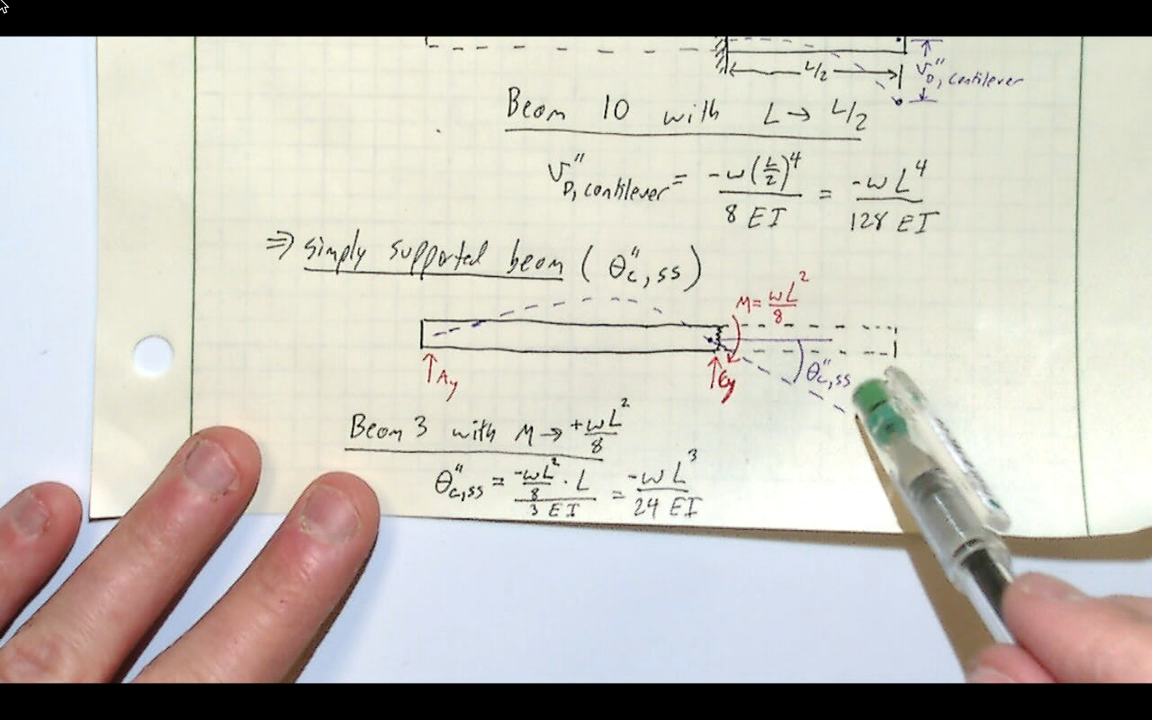 L/2
v''D, cantilever
Beam 10 with L → L/2
v''D, cantilever = -w(L/2)^4 / 8EI = -wL^4 / 128EI
⇒ simply supported beam (θ''c,ss)
M = wL^2/8
θ''c,ss
Ay
Cy
Beam 3 with M → +wL^2/8
θ''c,ss = -wL^2/8 · L / 3EI = -wL^3 / 24EI